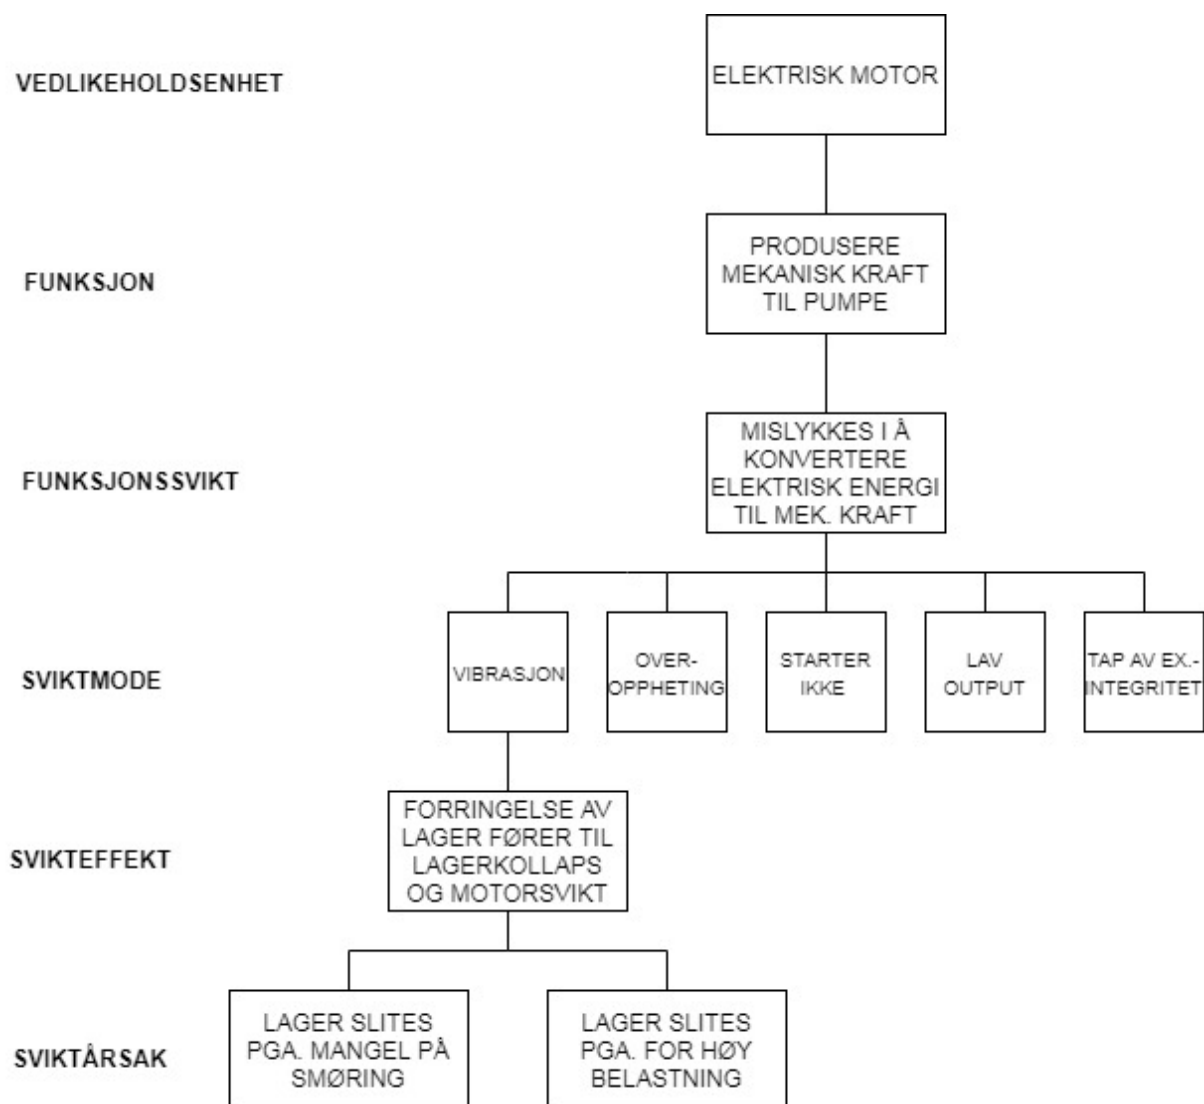 VEDLIKEHOLDSENHET
ELEKTRISK MOTOR
FUNKSJON
PRODUSERE
MEKANISK KRAFT
TIL PUMPE
FUNKSJONSSVIKT
MISLYKKES I Å
KONVERTERE
ELEKTRISK ENERGI
TIL MEK. KRAFT
SVIKTMODE
VIBRASJON
OVER-
OPPHETING
STARTER
IKKE
LAV
OUTPUT
TAP AV EX.-
INTEGRITET
SVIKTEFFEKT
FORRINGELSE AV
LAGER FØRER TIL
LAGERKOLLAPS
OG MOTORSVIKT
SVIKTÅRSAK
LAGER SLITES
PGA. MANGEL PÅ
SMØRING
LAGER SLITES
PGA. FOR HØY
BELASTNING